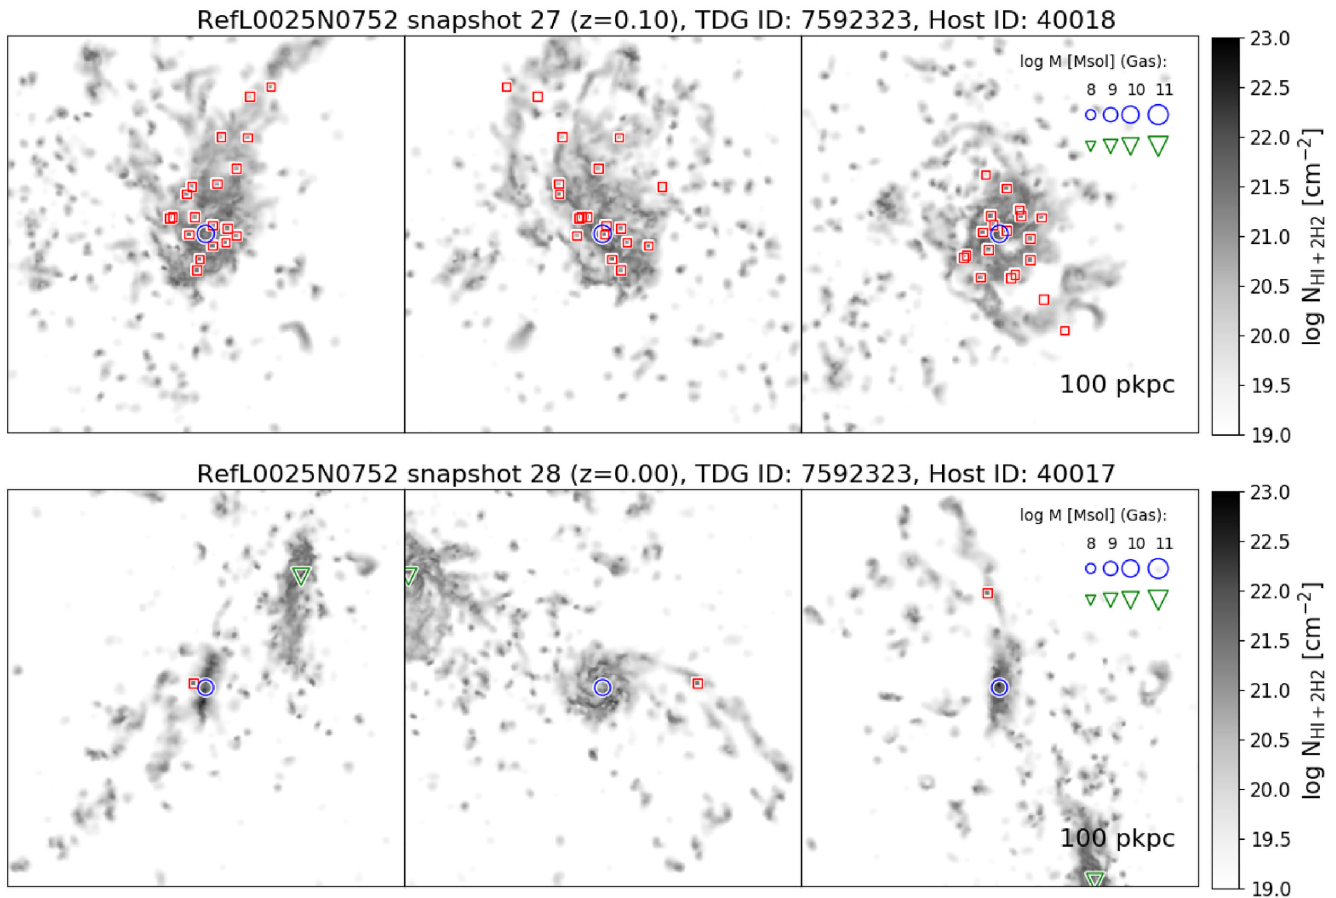 RefL0025N0752 snapshot 27 (z=0.10), TDG ID: 7592323, Host ID: 40018
log M [Msol] (Gas):
8 9 10 11
100 pkpc
23.0
22.5
22.0
21.5
21.0
20.5
20.0
19.5
19.0
log N_{HI+2H2} [cm^{-2}]
RefL0025N0752 snapshot 28 (z=0.00), TDG ID: 7592323, Host ID: 40017
log M [Msol] (Gas):
8 9 10 11
100 pkpc
23.0
22.5
22.0
21.5
21.0
20.5
20.0
19.5
19.0
log N_{HI+2H2} [cm^{-2}]